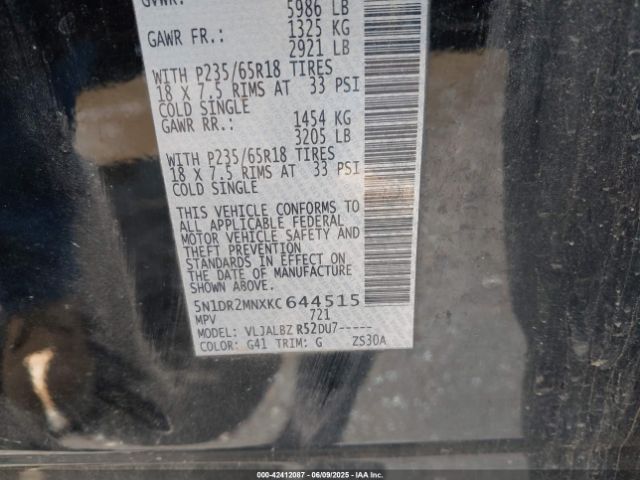 GVWR: 5986 LB
GAWR FR.: 1325 KG
2921 LB
WITH P235/65R18 TIRES
18 X 7.5 RIMS AT 33 PSI
COLD SINGLE
GAWR RR.: 1454 KG
3205 LB
WITH P235/65R18 TIRES
18 X 7.5 RIMS AT 33 PSI
COLD SINGLE
THIS VEHICLE CONFORMS TO
ALL APPLICABLE FEDERAL
MOTOR VEHICLE SAFETY AND
THEFT PREVENTION
STANDARDS IN EFFECT ON
THE DATE OF MANUFACTURE
SHOWN ABOVE.
5N1DR2MNXKC644515
MPV 721
MODEL: VLJALBZ R52DU7-----
COLOR: G41 TRIM: G ZS30A
000-42412087 - 06/09/2025 - IAA Inc.